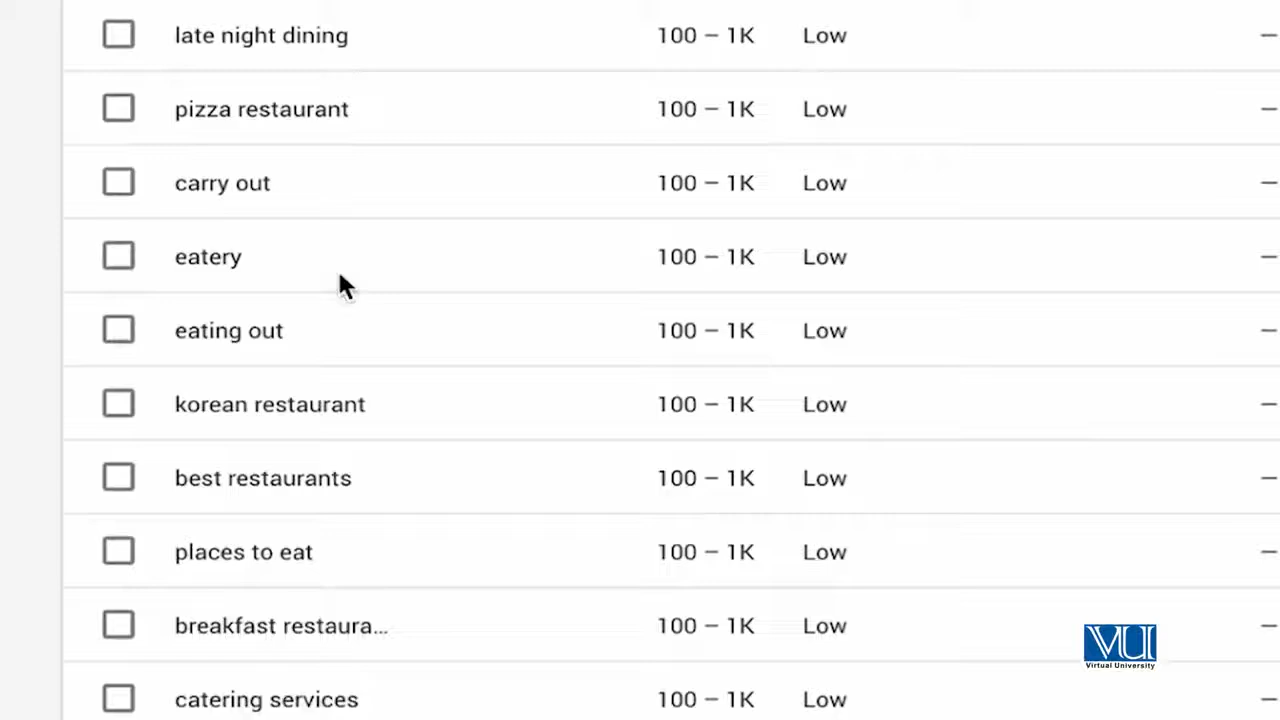 late night dining 100 – 1K Low –
pizza restaurant 100 – 1K Low –
carry out 100 – 1K Low –
eatery 100 – 1K Low –
eating out 100 – 1K Low –
korean restaurant 100 – 1K Low –
best restaurants 100 – 1K Low –
places to eat 100 – 1K Low –
breakfast restaura... 100 – 1K Low –
VU
Virtual University
catering services 100 – 1K Low –